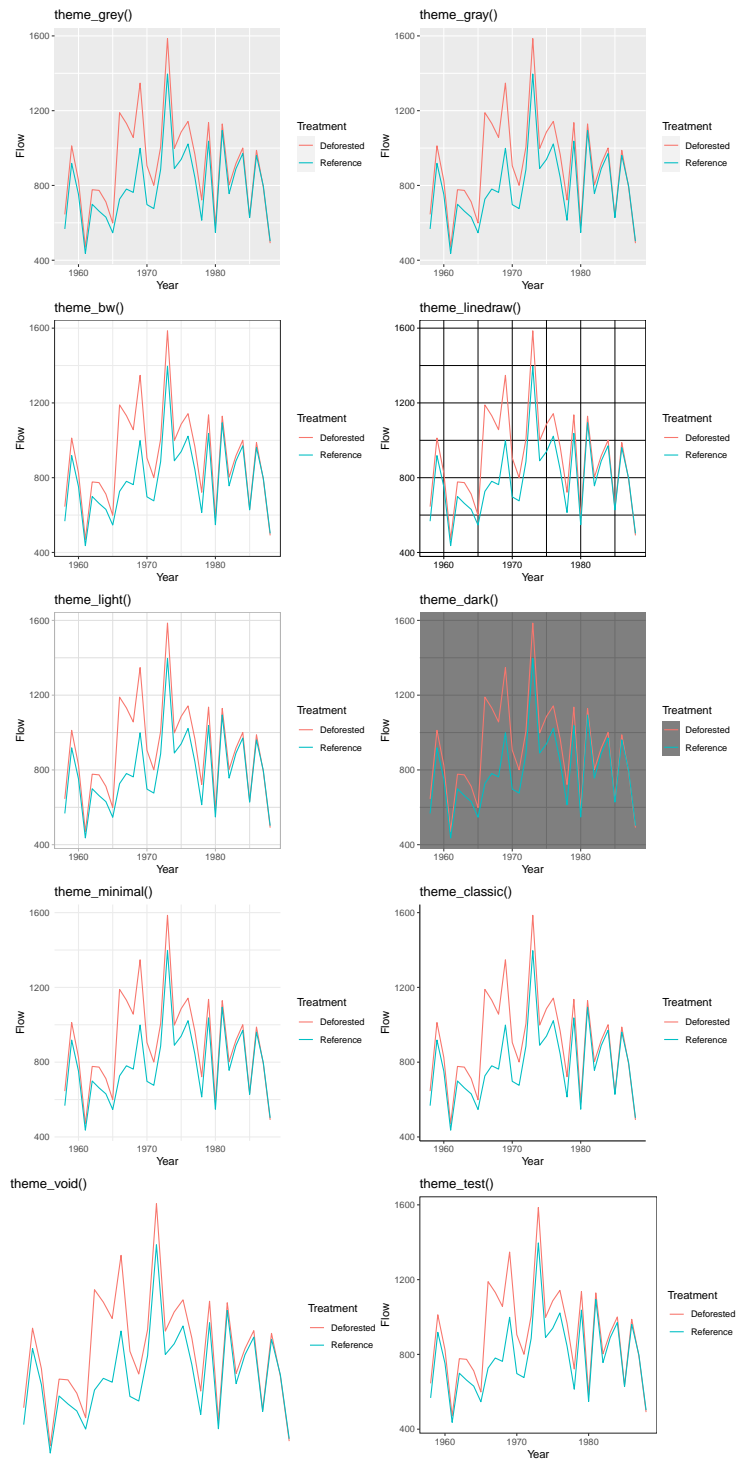 theme_grey()
1600
1200
800
400
Flow
1960
1970
1980
Year
Treatment
Deforested
Reference
theme_gray()
1600
1200
800
400
Flow
1960
1970
1980
Year
Treatment
Deforested
Reference
theme_bw()
1600
1200
800
400
Flow
1960
1970
1980
Year
Treatment
Deforested
Reference
theme_linedraw()
1600
1200
800
400
Flow
1960
1970
1980
Year
Treatment
Deforested
Reference
theme_light()
1600
1200
800
400
Flow
1960
1970
1980
Year
Treatment
Deforested
Reference
theme_dark()
1600
1200
800
400
Flow
1960
1970
1980
Year
Treatment
Deforested
Reference
theme_minimal()
1600
1200
800
400
Flow
1960
1970
1980
Year
Treatment
Deforested
Reference
theme_classic()
1600
1200
800
400
Flow
1960
1970
1980
Year
Treatment
Deforested
Reference
theme_void()
Treatment
Deforested
Reference
theme_test()
1600
1200
800
400
Flow
1960
1970
1980
Year
Treatment
Deforested
Reference